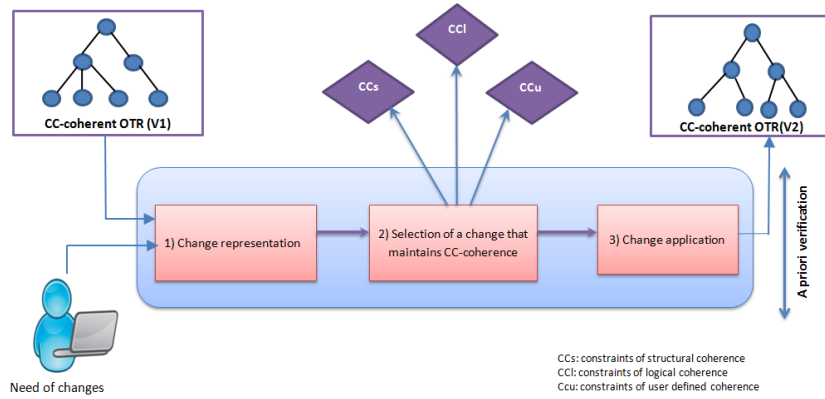 CC-coherent OTR (V1)
CCs
CCl
CCu
CC-coherent OTR(V2)
1) Change representation
2) Selection of a change that
maintains CC-coherence
3) Change application
A priori verification
Need of changes
CCs: constraints of structural coherence
CCl: constraints of logical coherence
Ccu: constraints of user defined coherence